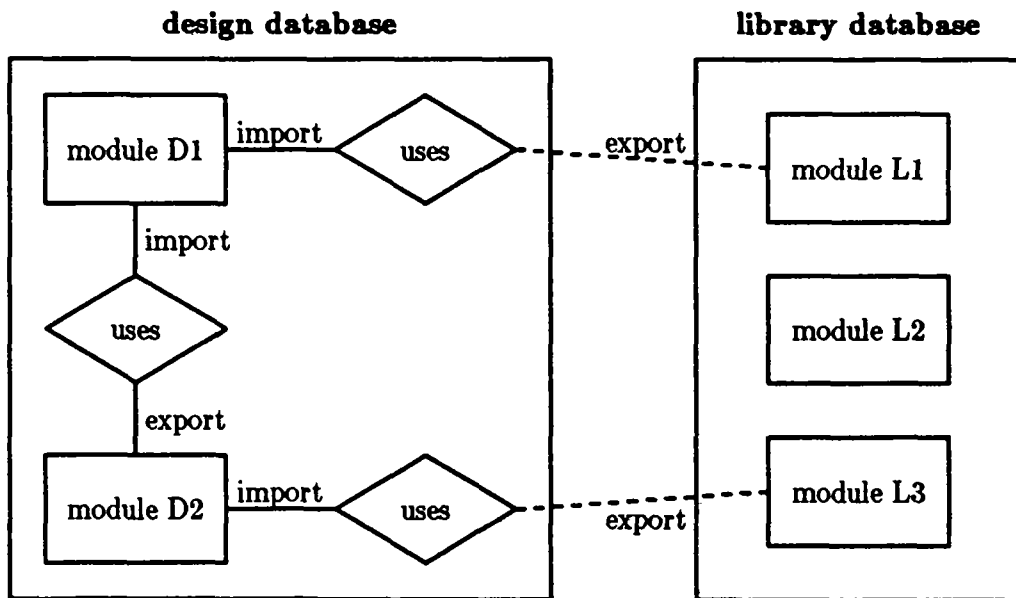 design database
library database
module D1
import
uses
export
module L1
import
uses
module L2
export
module D2
import
uses
export
module L3